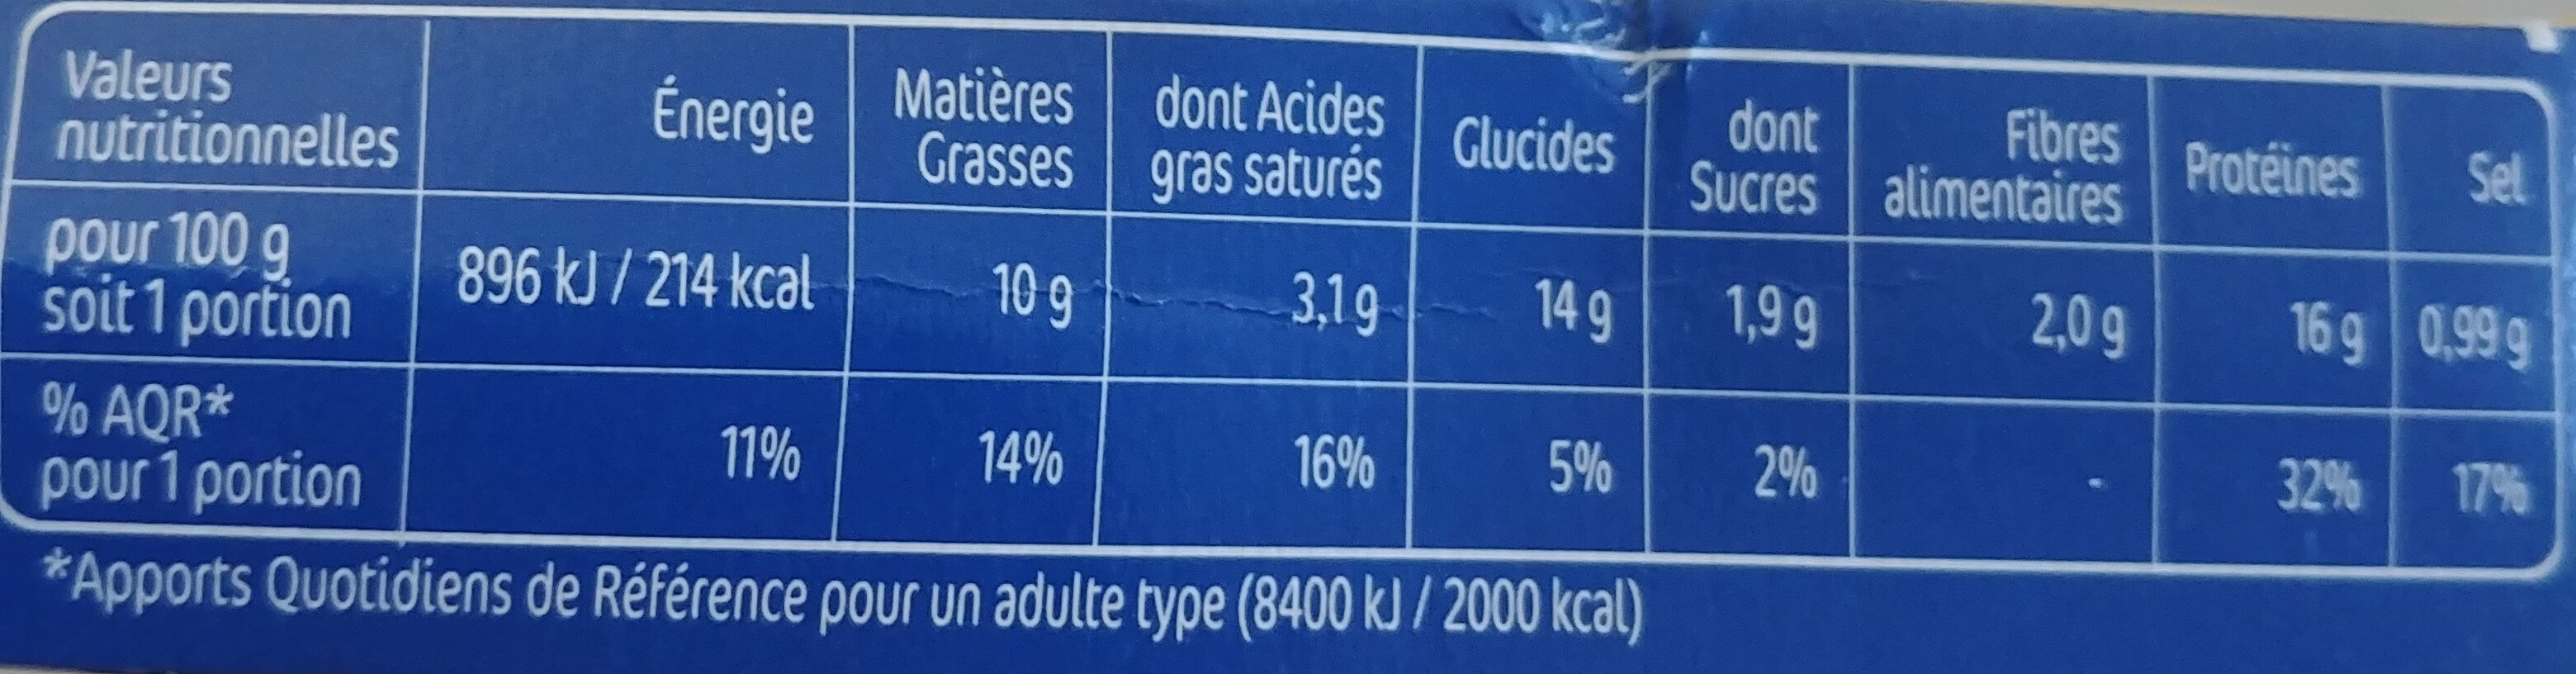 Valeurs nutritionnelles Énergie Matières Grasses dont Acides gras saturés Glucides dont Sucres Fibres alimentaires Protéines Sel
pour 100 g soit 1 portion 896 kJ / 214 kcal 10 g 3,1 g 14 g 1,9 g 2,0 g 16 g 0,99 g
% AQR* pour 1 portion 11% 14% 16% 5% 2% - 32% 17%
*Apports Quotidiens de Référence pour un adulte type (8400 kJ / 2000 kcal)